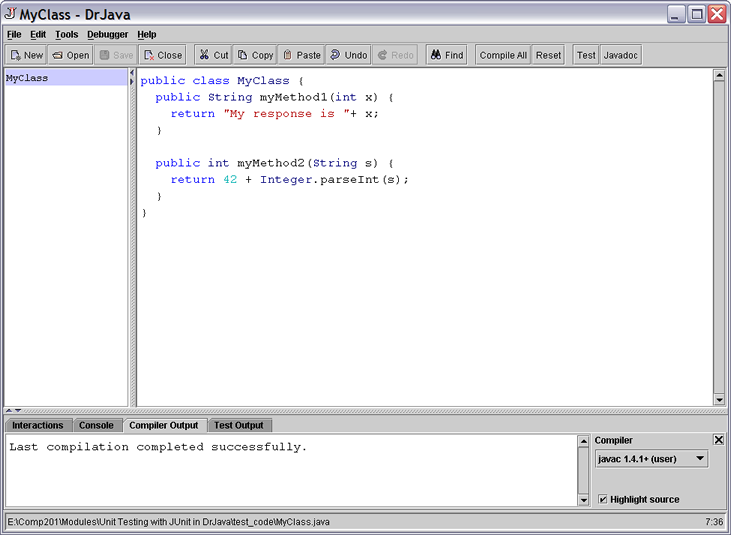 MyClass - DrJava
File Edit Tools Debugger Help
New Open Save Close Cut Copy Paste Undo Redo Find Compile All Reset Test Javadoc
MyClass
public class MyClass {
  public String myMethod1(int x) {
    return "My response is "+ x;
  }

  public int myMethod2(String s) {
    return 42 + Integer.parseInt(s);
  }
}
Interactions Console Compiler Output Test Output
Last compilation completed successfully.
Compiler
javac 1.4.1+ (user)
Highlight source
E:\Comp201\Modules\Unit Testing with JUnit in DrJava\test_code\MyClass.java 7:36